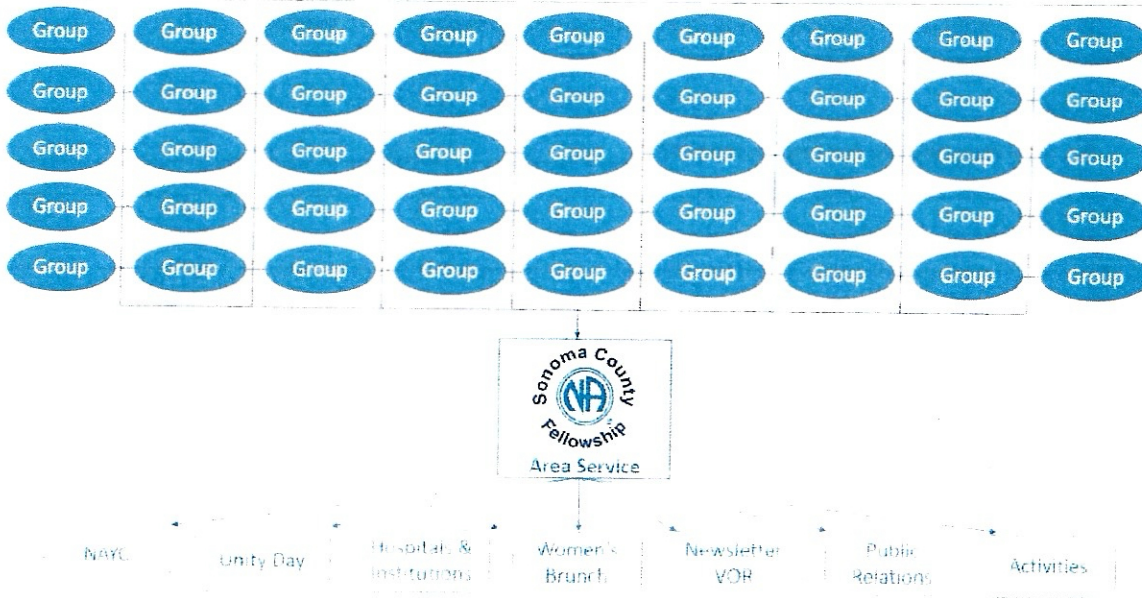 Group Group Group Group Group Group Group Group Group
Group Group Group Group Group Group Group Group Group
Group Group Group Group Group Group Group Group Group
Group Group Group Group Group Group Group Group Group
Group Group Group Group Group Group Group Group Group
Sonoma County
NA
Fellowship
Area Service
NAYC
Unity Day
Hospitals &
Institutions
Women's
Brunch
Newsletter
VOR
Public
Relations
Activities